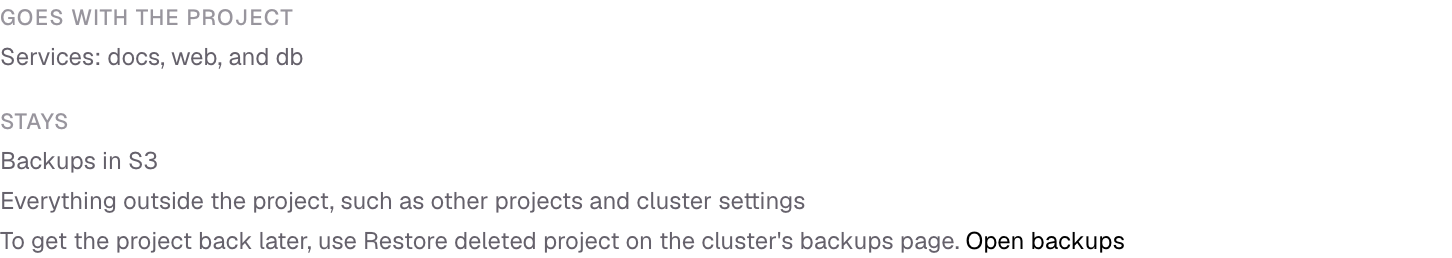 GOES WITH THE PROJECT
Services: docs, web, and db
STAYS
Backups in S3
Everything outside the project, such as other projects and cluster settings
To get the project back later, use Restore deleted project on the cluster's backups page. Open backups